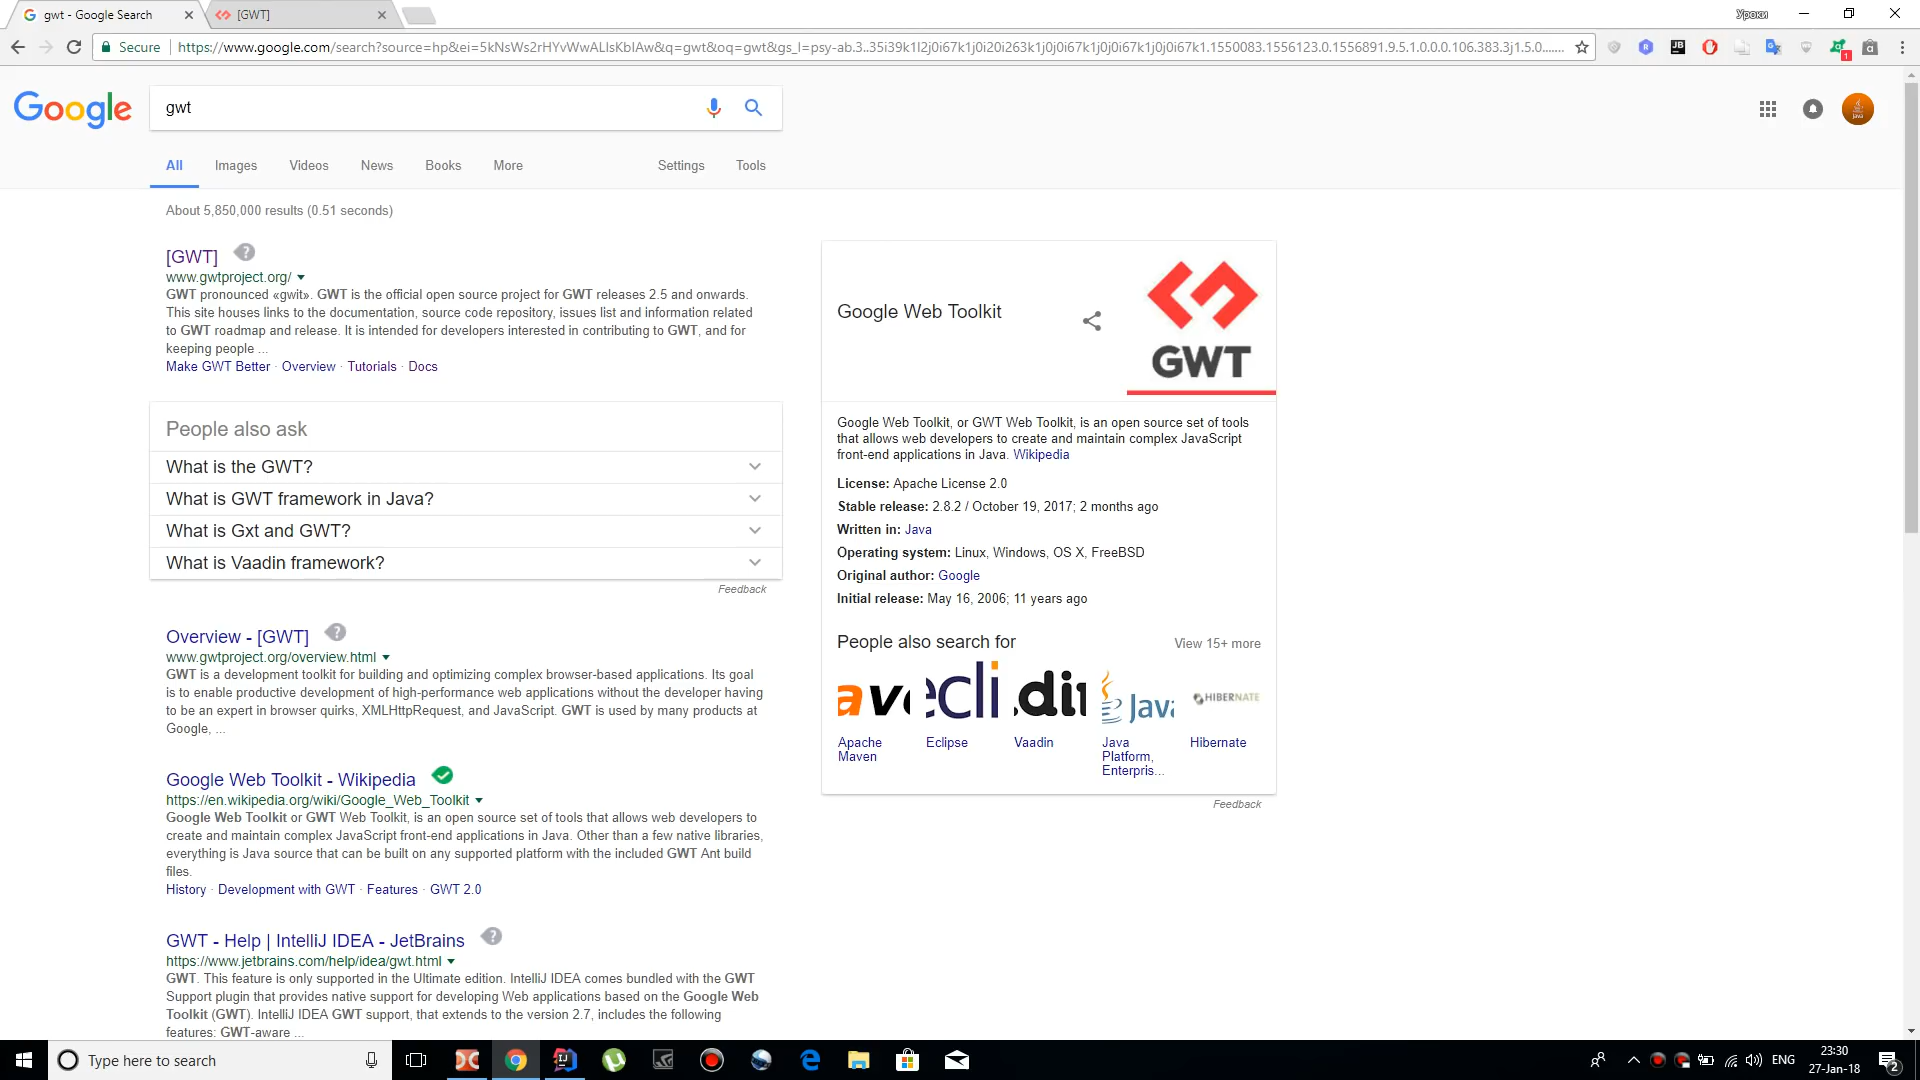 gwt - Google Search
[GWT]
Уроки
Secure
https://www.google.com/search?source=hp&ei=5kNsWs2rHYvWwALIsKbIAw&q=gwt&oq=gwt&gs_l=psy-ab.3..35i39k1l2j0i67k1j0i20i263k1j0j0i67k1j0j0i67k1j0j0i67k1.1550083.1556123.0.1556891.9.5.1.0.0.0.106.383.3j1.5.0.......
Google
gwt
All
Images
Videos
News
Books
More
Settings
Tools
About 5,850,000 results (0.51 seconds)
[GWT]
www.gwtproject.org/
GWT pronounced «gwit». GWT is the official open source project for GWT releases 2.5 and onwards.
This site houses links to the documentation, source code repository, issues list and information related
to GWT roadmap and release. It is intended for developers interested in contributing to GWT, and for
keeping people ...
Make GWT Better · Overview · Tutorials · Docs
People also ask
What is the GWT?
What is GWT framework in Java?
What is Gxt and GWT?
What is Vaadin framework?
Feedback
Overview - [GWT]
www.gwtproject.org/overview.html
GWT is a development toolkit for building and optimizing complex browser-based applications. Its goal
is to enable productive development of high-performance web applications without the developer having
to be an expert in browser quirks, XMLHttpRequest, and JavaScript. GWT is used by many products at
Google, ...
Google Web Toolkit - Wikipedia
https://en.wikipedia.org/wiki/Google_Web_Toolkit
Google Web Toolkit or GWT Web Toolkit, is an open source set of tools that allows web developers to
create and maintain complex JavaScript front-end applications in Java. Other than a few native libraries,
everything is Java source that can be built on any supported platform with the included GWT Ant build
files.
History · Development with GWT · Features · GWT 2.0
GWT - Help | IntelliJ IDEA - JetBrains
https://www.jetbrains.com/help/idea/gwt.html
GWT. This feature is only supported in the Ultimate edition. IntelliJ IDEA comes bundled with the GWT
Support plugin that provides native support for developing Web applications based on the Google Web
Toolkit (GWT). IntelliJ IDEA GWT support, that extends to the version 2.7, includes the following
features: GWT-aware ...
Google Web Toolkit
GWT
Google Web Toolkit, or GWT Web Toolkit, is an open source set of tools
that allows web developers to create and maintain complex JavaScript
front-end applications in Java. Wikipedia
License: Apache License 2.0
Stable release: 2.8.2 / October 19, 2017; 2 months ago
Written in: Java
Operating system: Linux, Windows, OS X, FreeBSD
Original author: Google
Initial release: May 16, 2006; 11 years ago
People also search for
View 15+ more
HIBERNATE
Apache
Maven
Eclipse
Vaadin
Java
Platform,
Enterpris...
Hibernate
Feedback
Type here to search
ENG
23:30
27-Jan-18
2